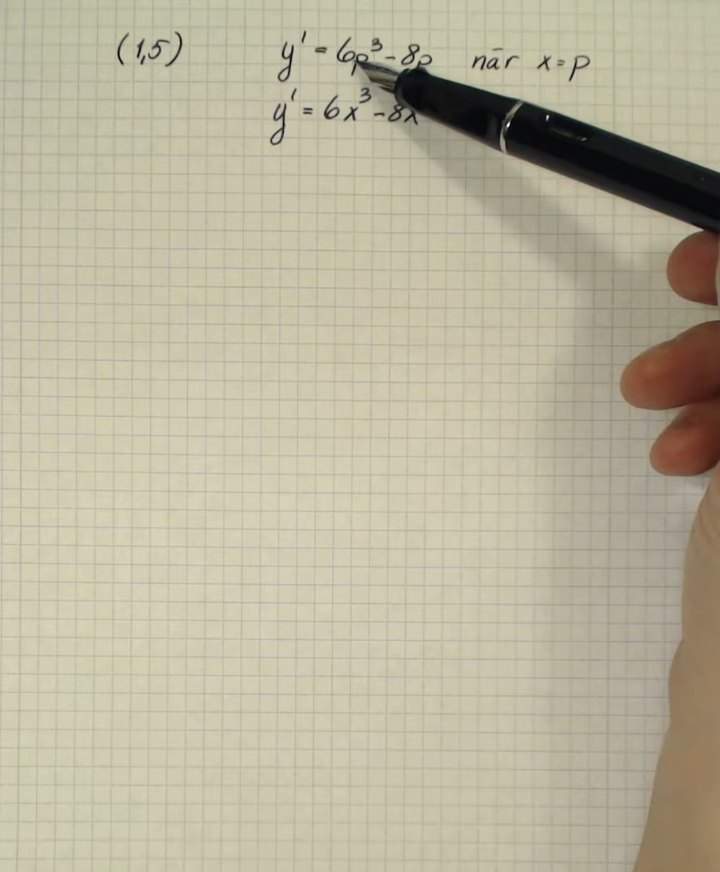 (1,5) y' = 6p³ - 8p när x = p
y' = 6x³ - 8x